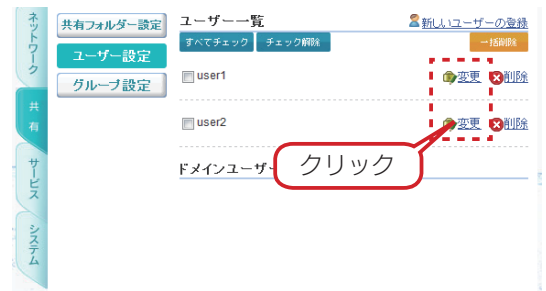 ネットワーク
共有
サービス
システム
共有フォルダー設定
ユーザー設定
グループ設定
ユーザー一覧
新しいユーザーの登録
すべてチェック
チェック解除
一括削除
user1
変更
削除
user2
変更
削除
ドメインユーザー
クリック